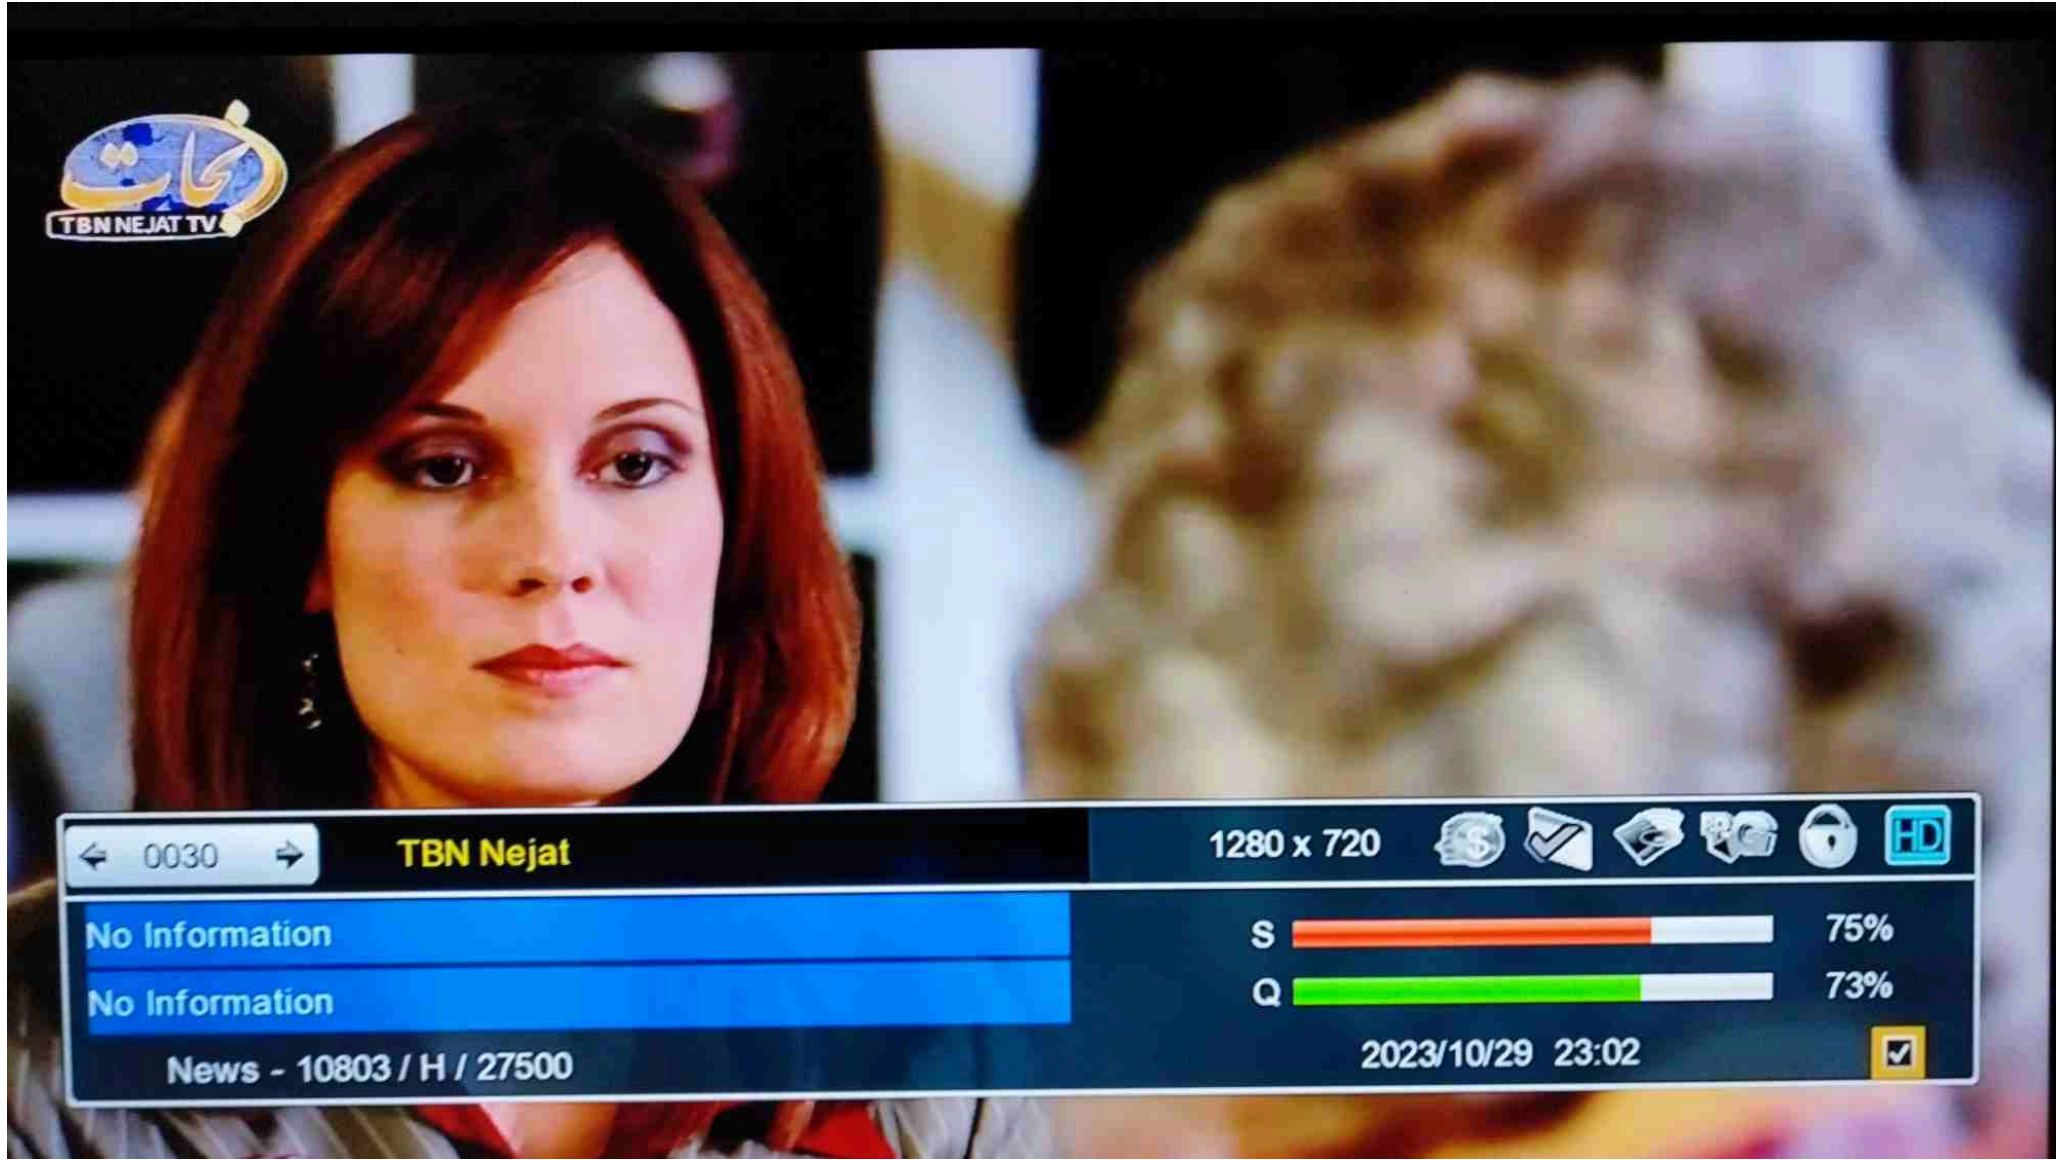 نجات
TBN NEJAT TV
0030 TBN Nejat 1280 x 720 HD
No Information
S 75%
No Information
Q 73%
News - 10803 / H / 27500
2023/10/29 23:02